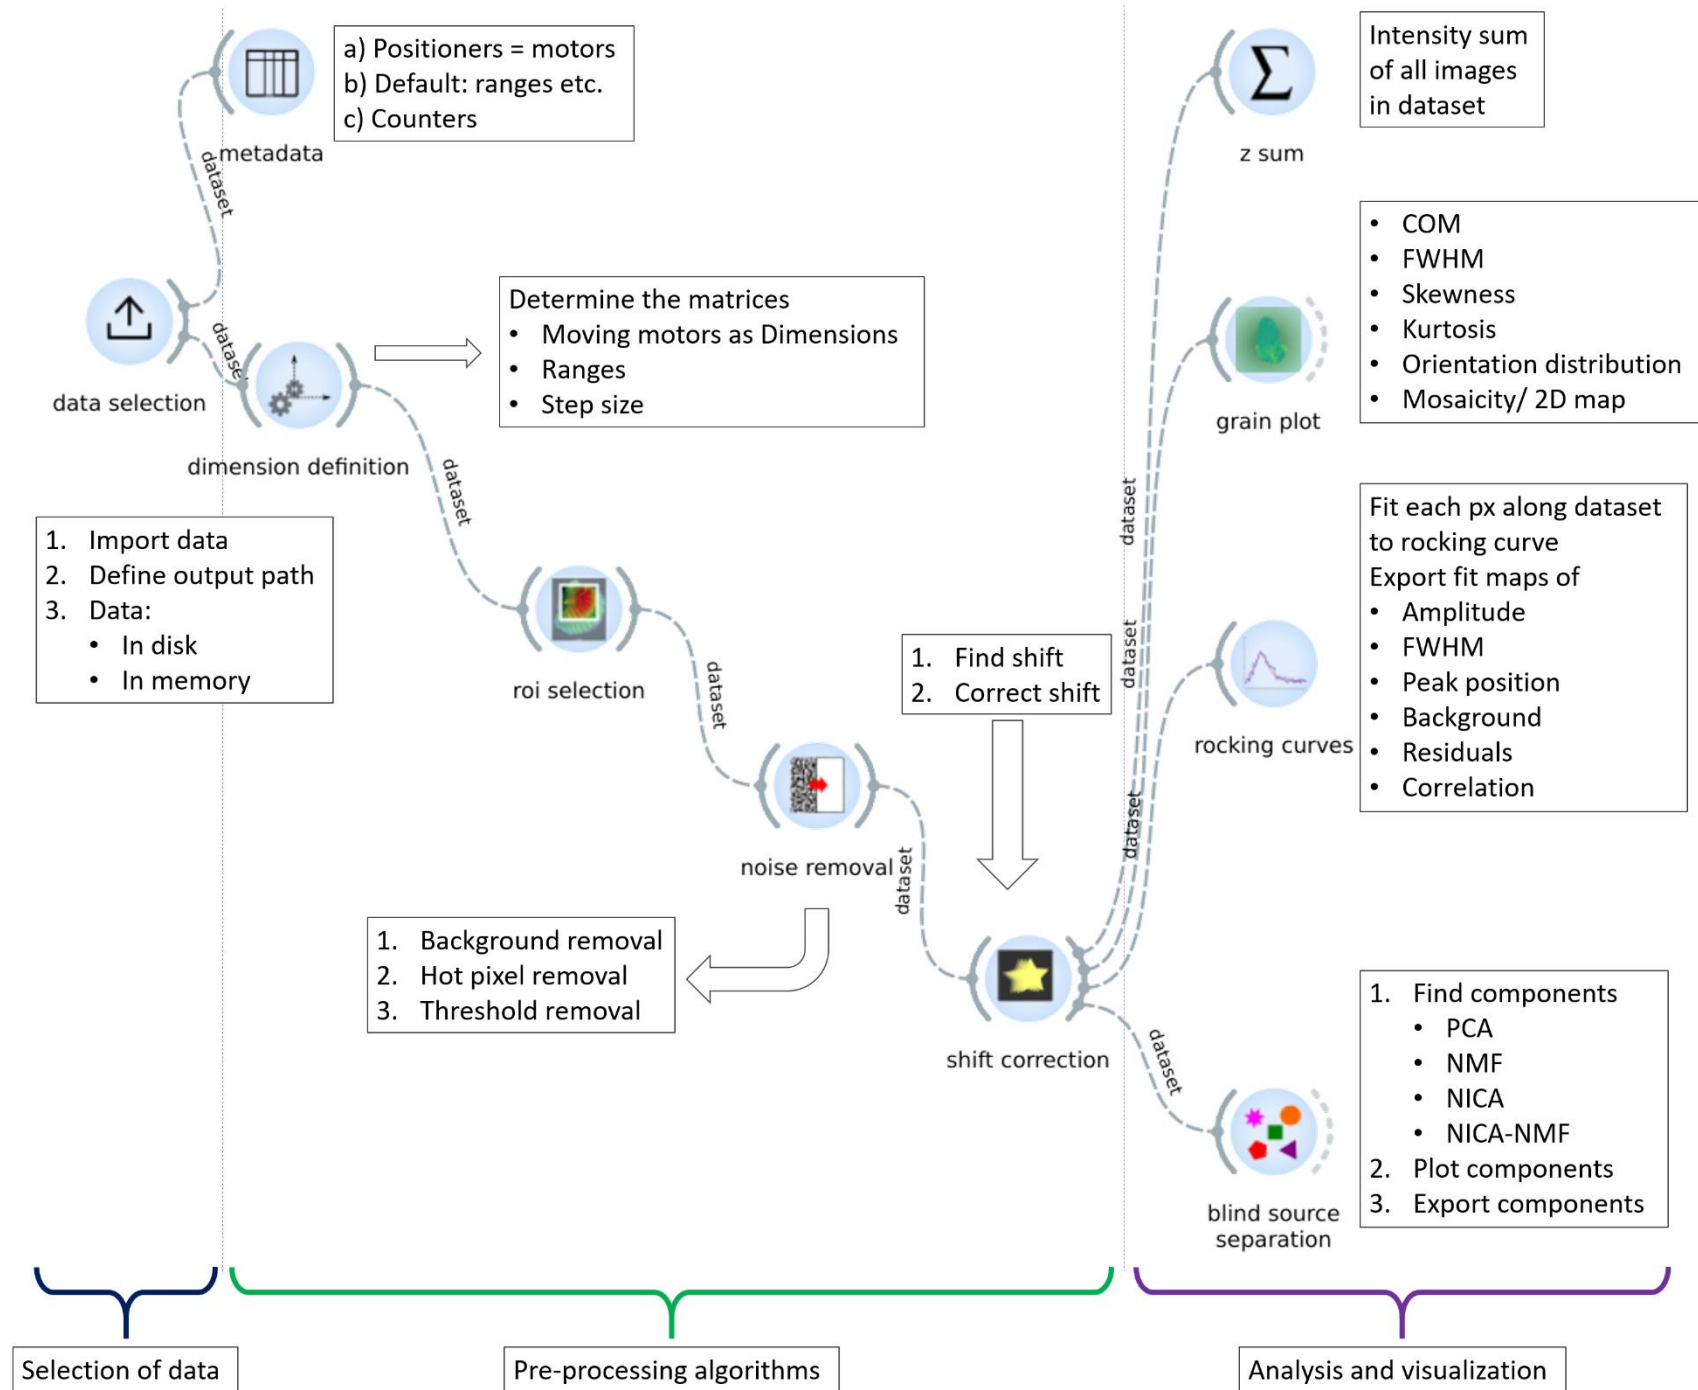 a) Positioners = motors
b) Default: ranges etc.
c) Counters
metadata
dataset
data selection
dataset
dimension definition
Determine the matrices
• Moving motors as Dimensions
• Ranges
• Step size
1. Import data
2. Define output path
3. Data:
• In disk
• In memory
dataset
roi selection
dataset
noise removal
1. Background removal
2. Hot pixel removal
3. Threshold removal
dataset
1. Find shift
2. Correct shift
shift correction
dataset
dataset
dataset
dataset
z sum
Intensity sum
of all images
in dataset
grain plot
• COM
• FWHM
• Skewness
• Kurtosis
• Orientation distribution
• Mosaicity/ 2D map
rocking curves
Fit each px along dataset
to rocking curve
Export fit maps of
• Amplitude
• FWHM
• Peak position
• Background
• Residuals
• Correlation
blind source
separation
1. Find components
• PCA
• NMF
• NICA
• NICA-NMF
2. Plot components
3. Export components
Selection of data
Pre-processing algorithms
Analysis and visualization